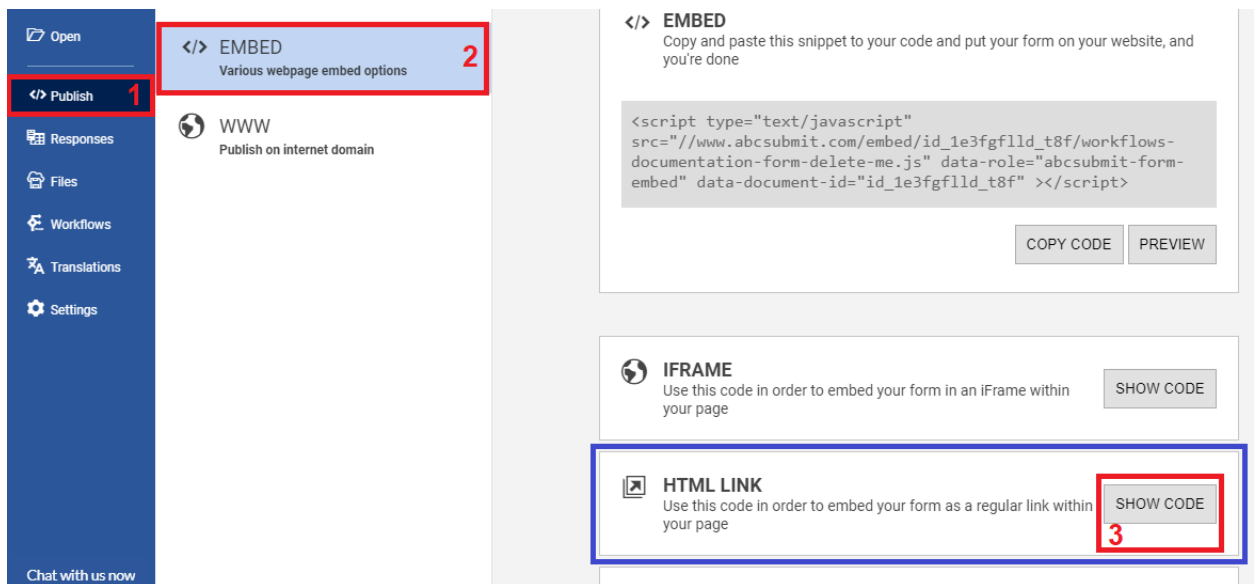 Open
</> Publish
1
Responses
Files
Workflows
Translations
Settings
Chat with us now
</> EMBED
Various webpage embed options
2
WWW
Publish on internet domain
</> EMBED
Copy and paste this snippet to your code and put your form on your website, and
you're done
<script type="text/javascript"
src="//www.abcsubmit.com/embed/id_1e3fgflld_t8f/workflows-
documentation-form-delete-me.js" data-role="abcsubmit-form-
embed" data-document-id="id_1e3fgflld_t8f" ></script>
COPY CODE
PREVIEW
IFRAME
Use this code in order to embed your form in an iFrame within
your page
SHOW CODE
HTML LINK
Use this code in order to embed your form as a regular link within
your page
SHOW CODE
3